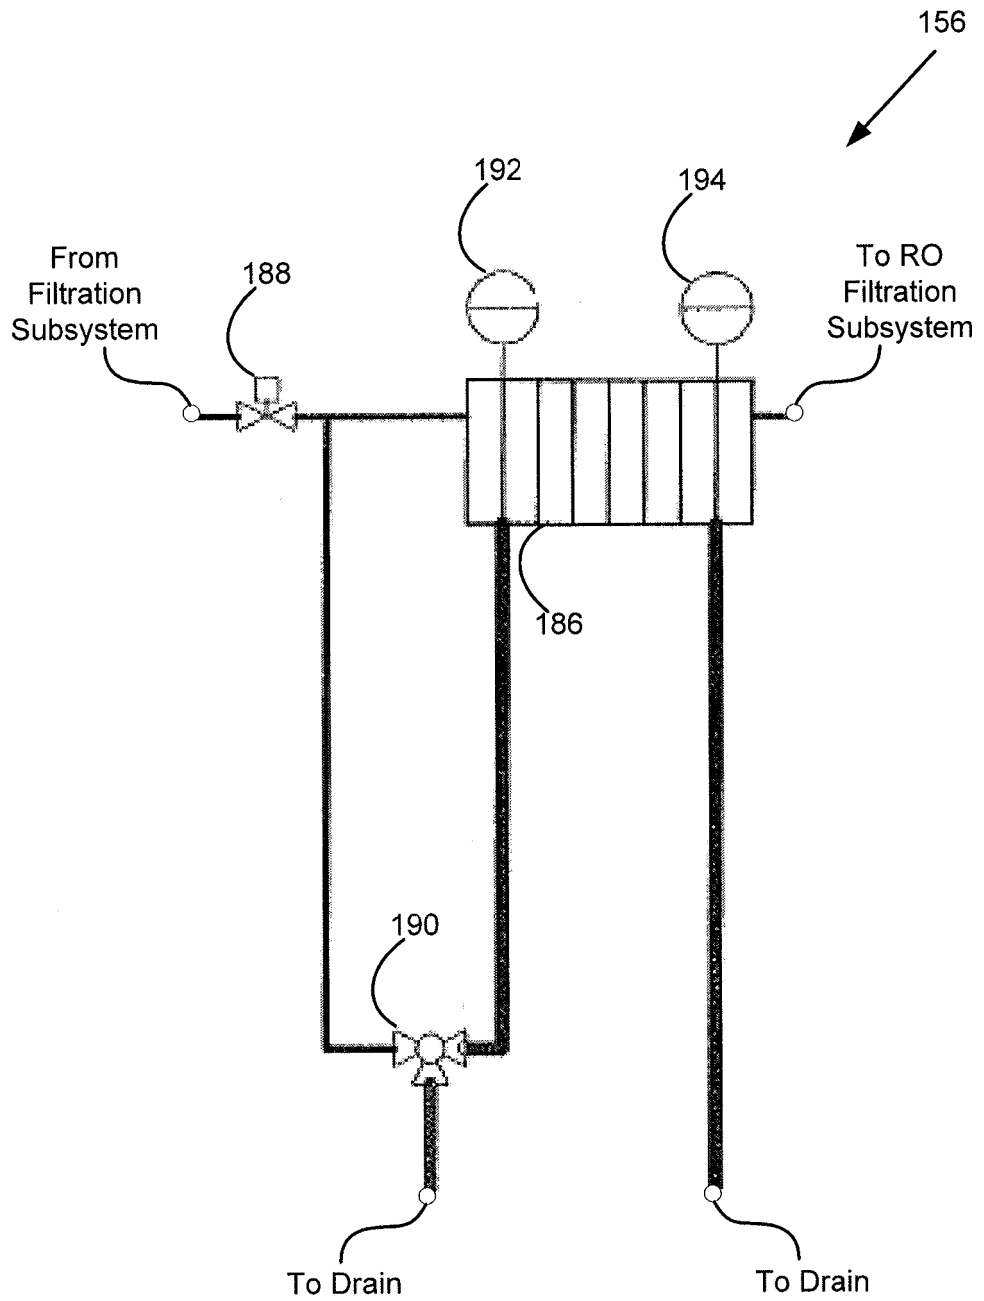 156
192
194
From
Filtration
Subsystem
188
To RO
Filtration
Subsystem
186
190
To Drain
To Drain